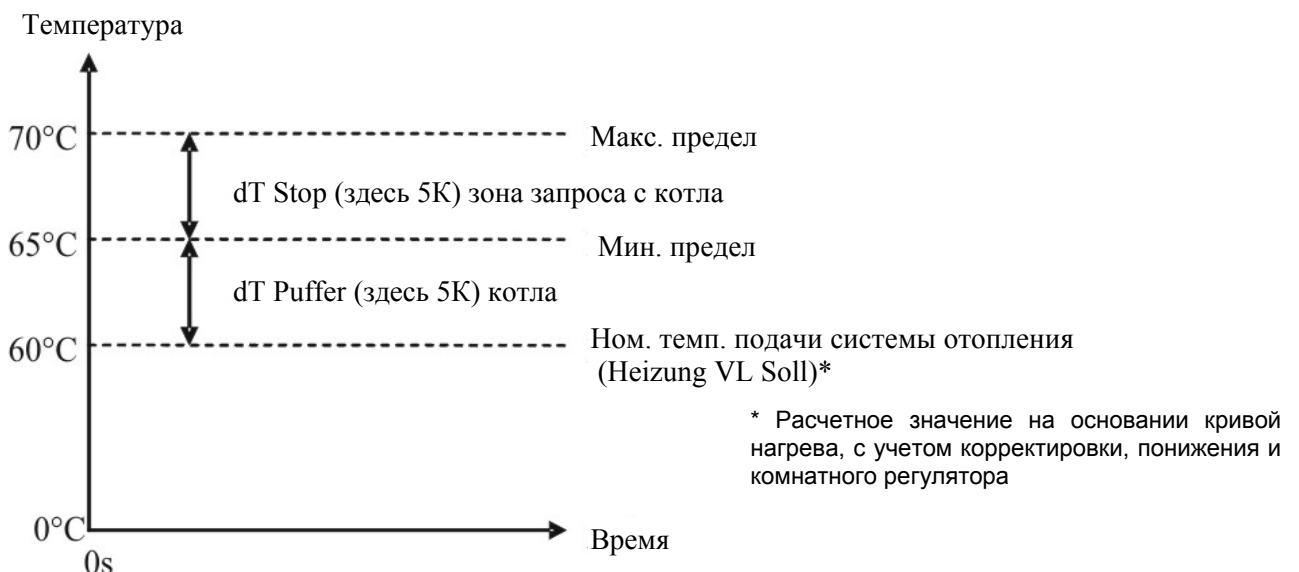 Температура
70°C
Макс. предел
dT Stop (здесь 5К) зона запроса с котла
65°C
Мин. предел
dT Puffer (здесь 5К) котла
60°C
Ном. темп. подачи системы отопления
(Heizung VL Soll)*
* Расчетное значение на основании кривой
нагрева, с учетом корректировки, понижения и
комнатного регулятора
0°C
Время
0s